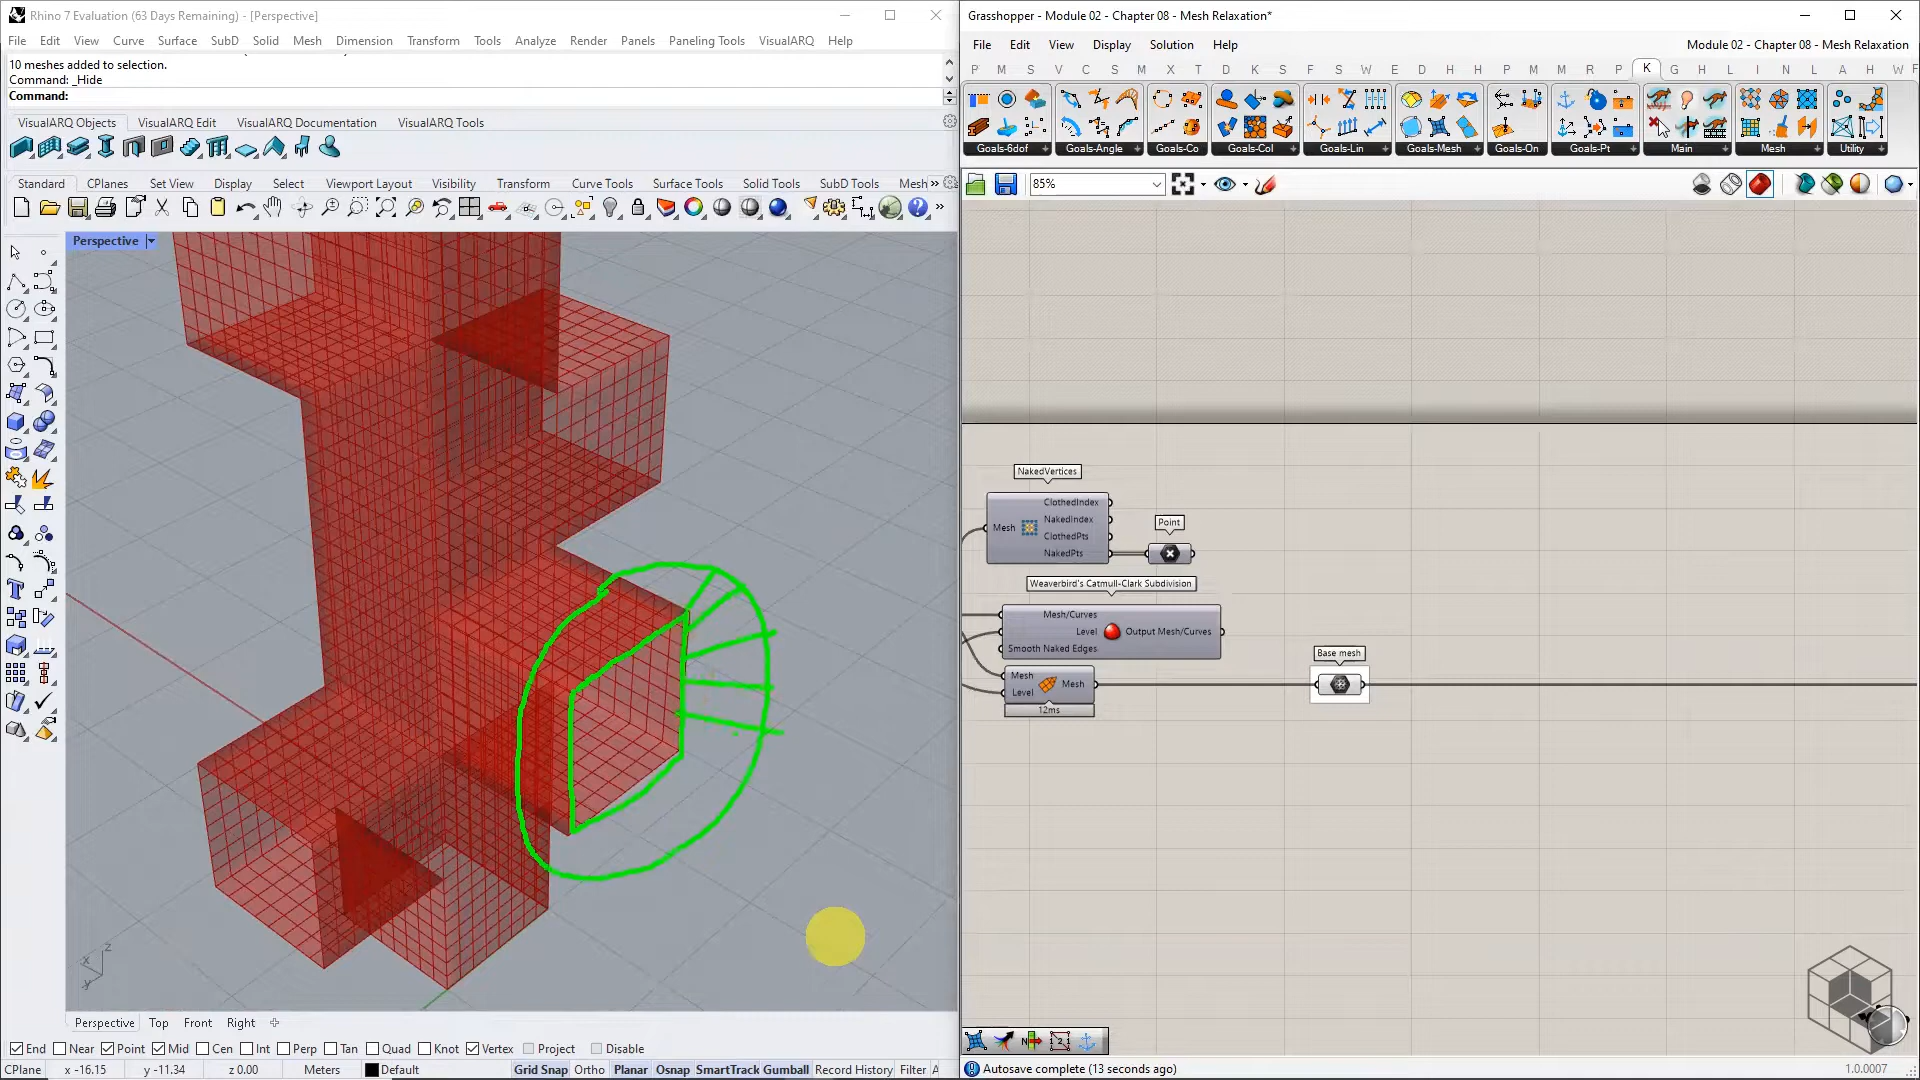 Rhino 7 Evaluation (63 Days Remaining) - [Perspective]
File Edit View Curve Surface SubD Solid Mesh Dimension Transform Tools Analyze Render Panels Paneling Tools VisualARQ Help
10 meshes added to selection.
Command: _Hide
Command:
VisualARQ Objects VisualARQ Edit VisualARQ Documentation VisualARQ Tools
Standard CPlanes Set View Display Select Viewport Layout Visibility Transform Curve Tools Surface Tools Solid Tools SubD Tools Mesh »
Perspective
z
x
y
Perspective Top Front Right
End Near Point Mid Cen Int Perp Tan Quad Knot Vertex Project Disable
CPlane x -16.15 y -11.34 z 0.00 Meters Default Grid Snap Ortho Planar Osnap SmartTrack Gumball Record History Filter A
Grasshopper - Module 02 - Chapter 08 - Mesh Relaxation*
File Edit View Display Solution Help Module 02 - Chapter 08 - Mesh Relaxation
P M S V C S M X T D K S F S W E D H H P M M R P K G H L I N L A H W F
Goals-6dof Goals-Angle Goals-Co Goals-Col Goals-Lin Goals-Mesh Goals-On Goals-Pt Main Mesh Utility
85%
NakedVertices
Mesh
ClothedIndex
NakedIndex
ClothedPts
NakedPts
Point
Weaverbird's Catmull-Clark Subdivision
Mesh/Curves
Level
Smooth Naked Edges
Output Mesh/Curves
Mesh
Level
Mesh
12ms
Base mesh
Autosave complete (13 seconds ago)
1.0.0007